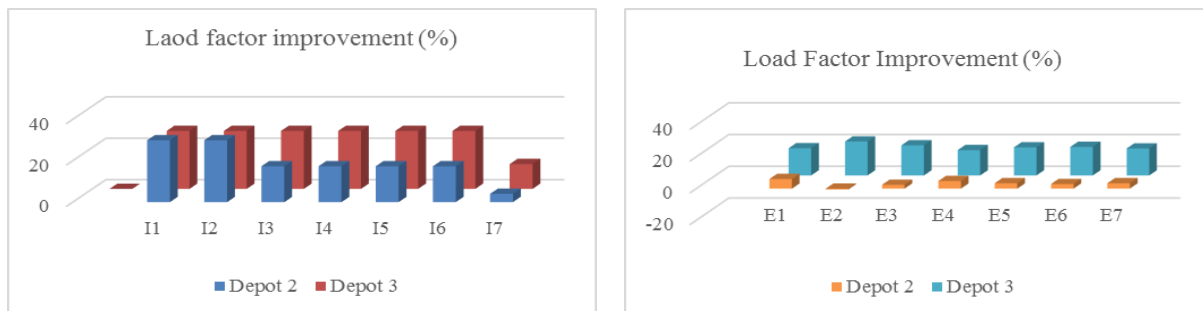 Laod factor improvement (%)
40
20
0
I1 I2 I3 I4 I5 I6 I7
Depot 2 Depot 3
Load Factor Improvement (%)
40
20
0
-20
E1 E2 E3 E4 E5 E6 E7
Depot 2 Depot 3